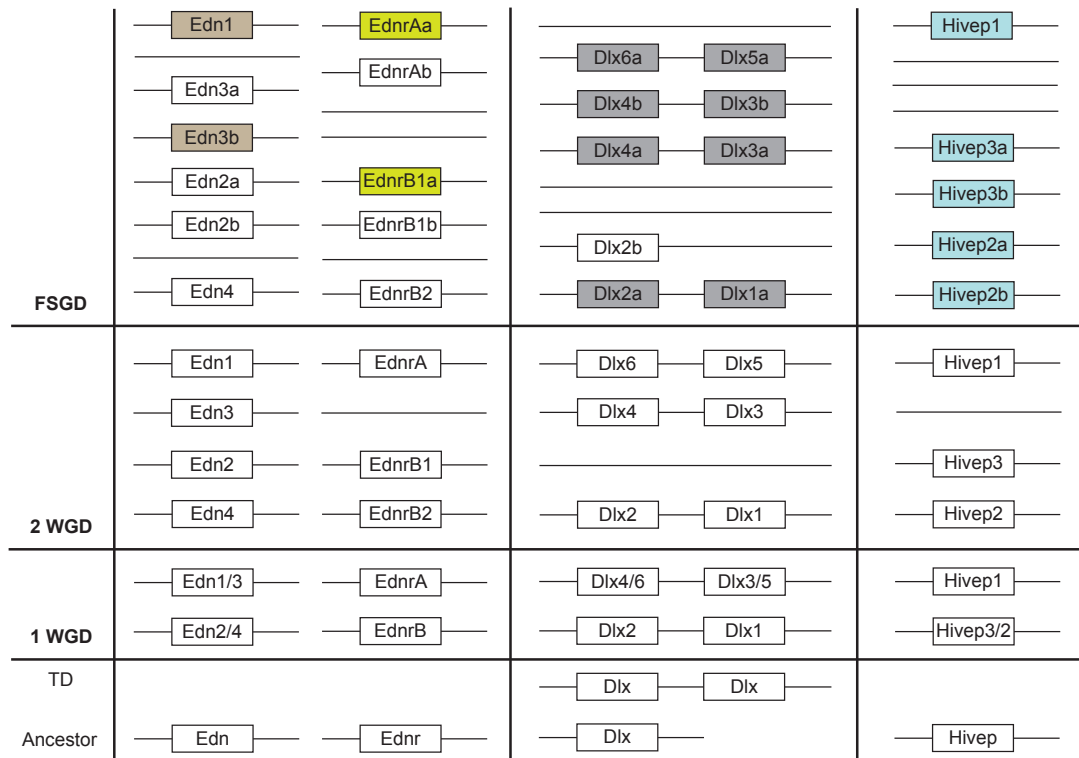 Edn1 EdnrAa Hivep1
Dlx6a Dlx5a
EdnrAb
Edn3a
Dlx4b Dlx3b
Edn3b
Dlx4a Dlx3a Hivep3a
Edn2a EdnrB1a
Hivep3b
Edn2b EdnrB1b
Dlx2b Hivep2a
Edn4 EdnrB2 Dlx2a Dlx1a Hivep2b
FSGD
Edn1 EdnrA Dlx6 Dlx5 Hivep1
Edn3 Dlx4 Dlx3
Edn2 EdnrB1 Hivep3
Edn4 EdnrB2 Dlx2 Dlx1 Hivep2
2 WGD
Edn1/3 EdnrA Dlx4/6 Dlx3/5 Hivep1
1 WGD Edn2/4 EdnrB Dlx2 Dlx1 Hivep3/2
TD Dlx Dlx
Ancestor Edn Ednr Dlx Hivep